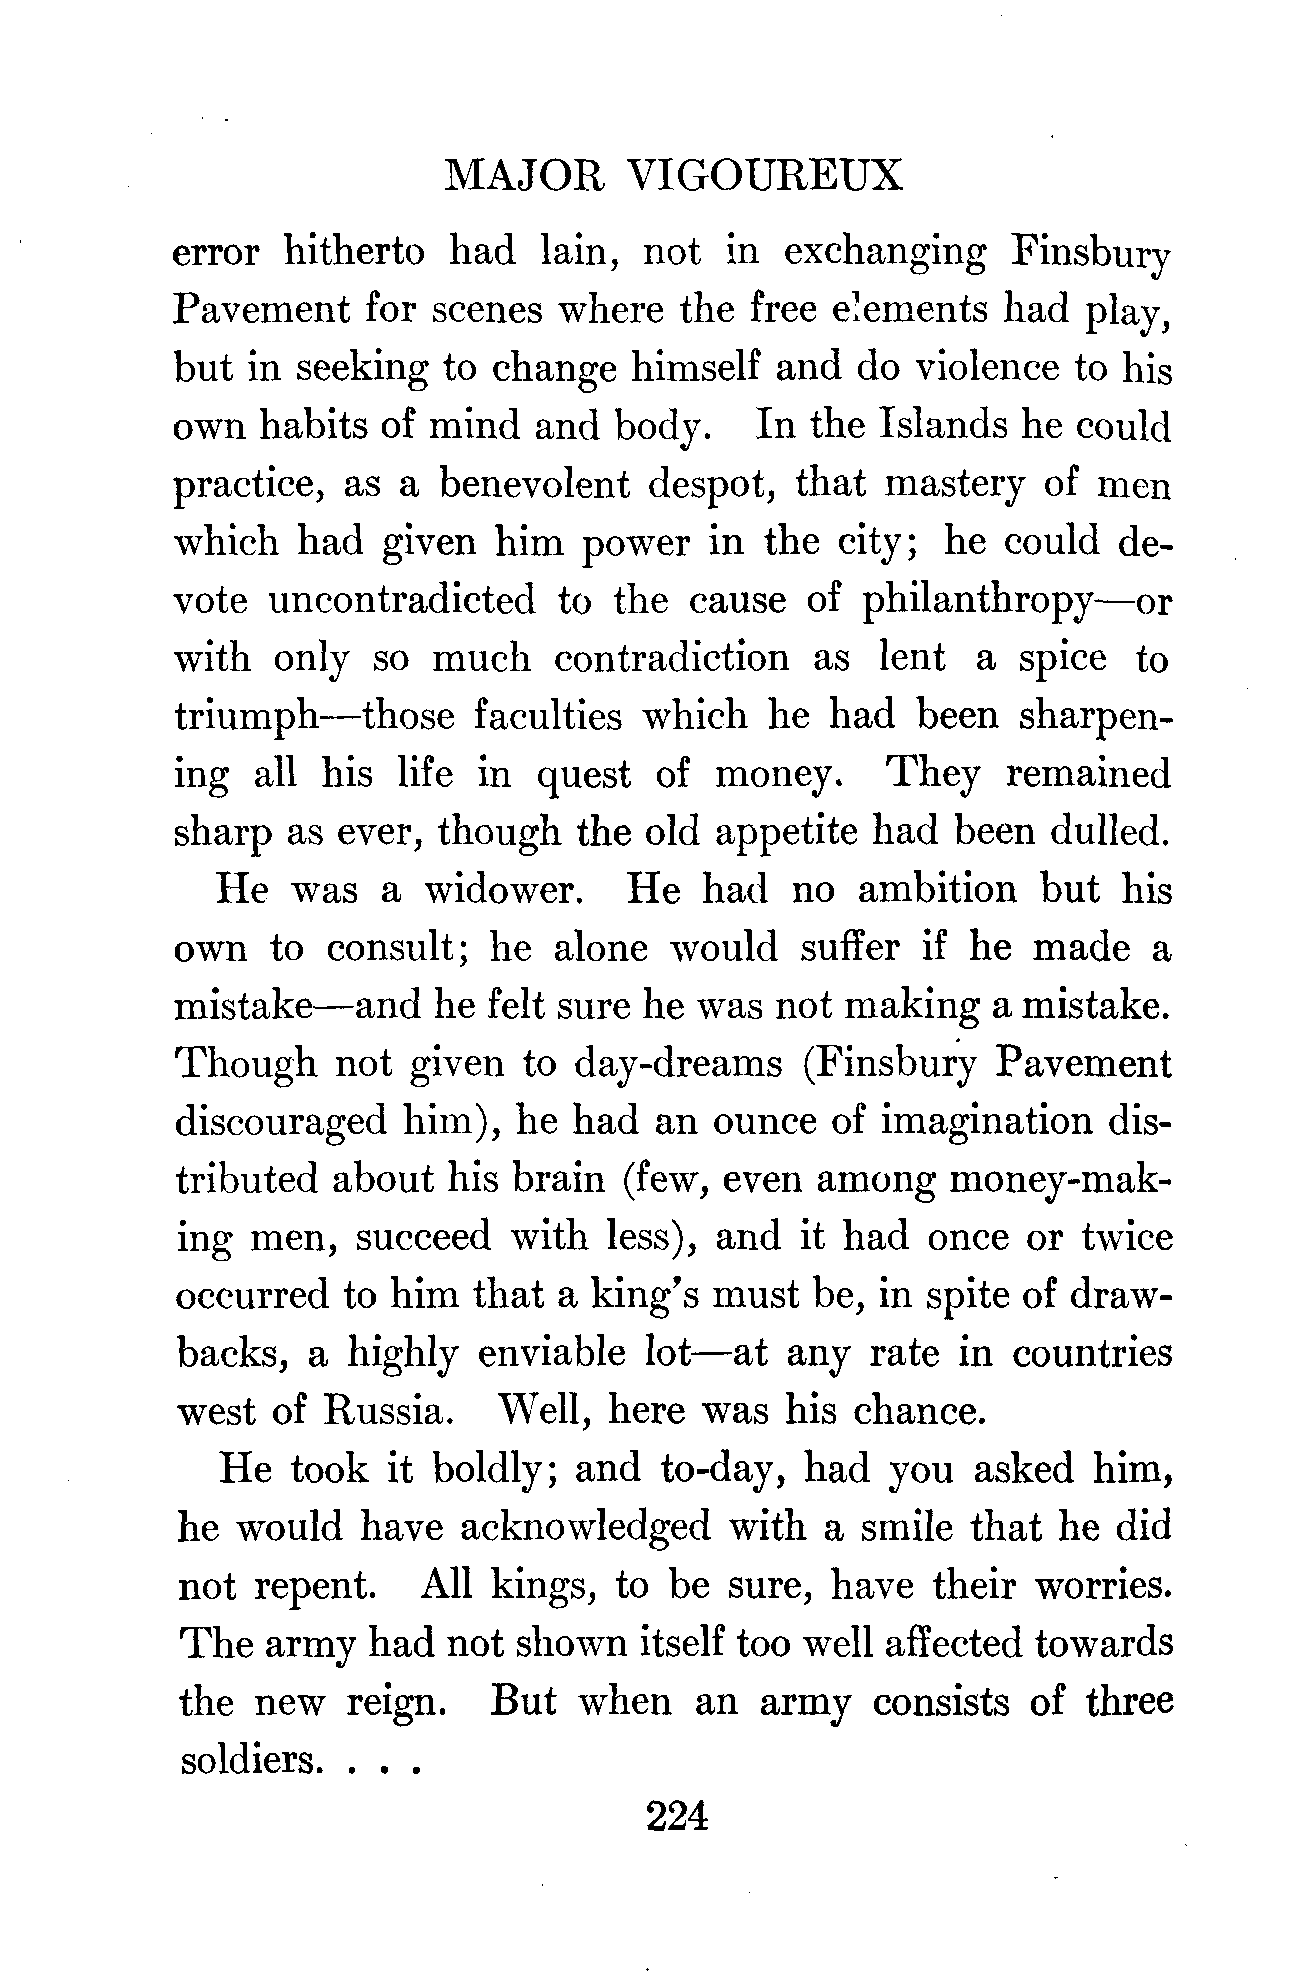 MAJOR VIGOUREUX
error hitherto had lain, not in exchanging Finsbury
Pavement for scenes where the free elements had play,
but in seeking to change himself and do violence to his
own habits of mind and body. In the Islands he could
practice, as a benevolent despot, that mastery of men
which had given him power in the city; he could de-
vote uncontradicted to the cause of philanthropy—or
with only so much contradiction as lent a spice to
triumph—those faculties which he had been sharpen-
ing all his life in quest of money. They remained
sharp as ever, though the old appetite had been dulled.
He was a widower. He had no ambition but his
own to consult; he alone would suffer if he made a
mistake—and he felt sure he was not making a mistake.
Though not given to day-dreams (Finsbury Pavement
discouraged him), he had an ounce of imagination dis-
tributed about his brain (few, even among money-mak-
ing men, succeed with less), and it had once or twice
occurred to him that a king's must be, in spite of draw-
backs, a highly enviable lot—at any rate in countries
west of Russia. Well, here was his chance.
He took it boldly; and to-day, had you asked him,
he would have acknowledged with a smile that he did
not repent. All kings, to be sure, have their worries.
The army had not shown itself too well affected towards
the new reign. But when an army consists of three
soldiers. . . .
224